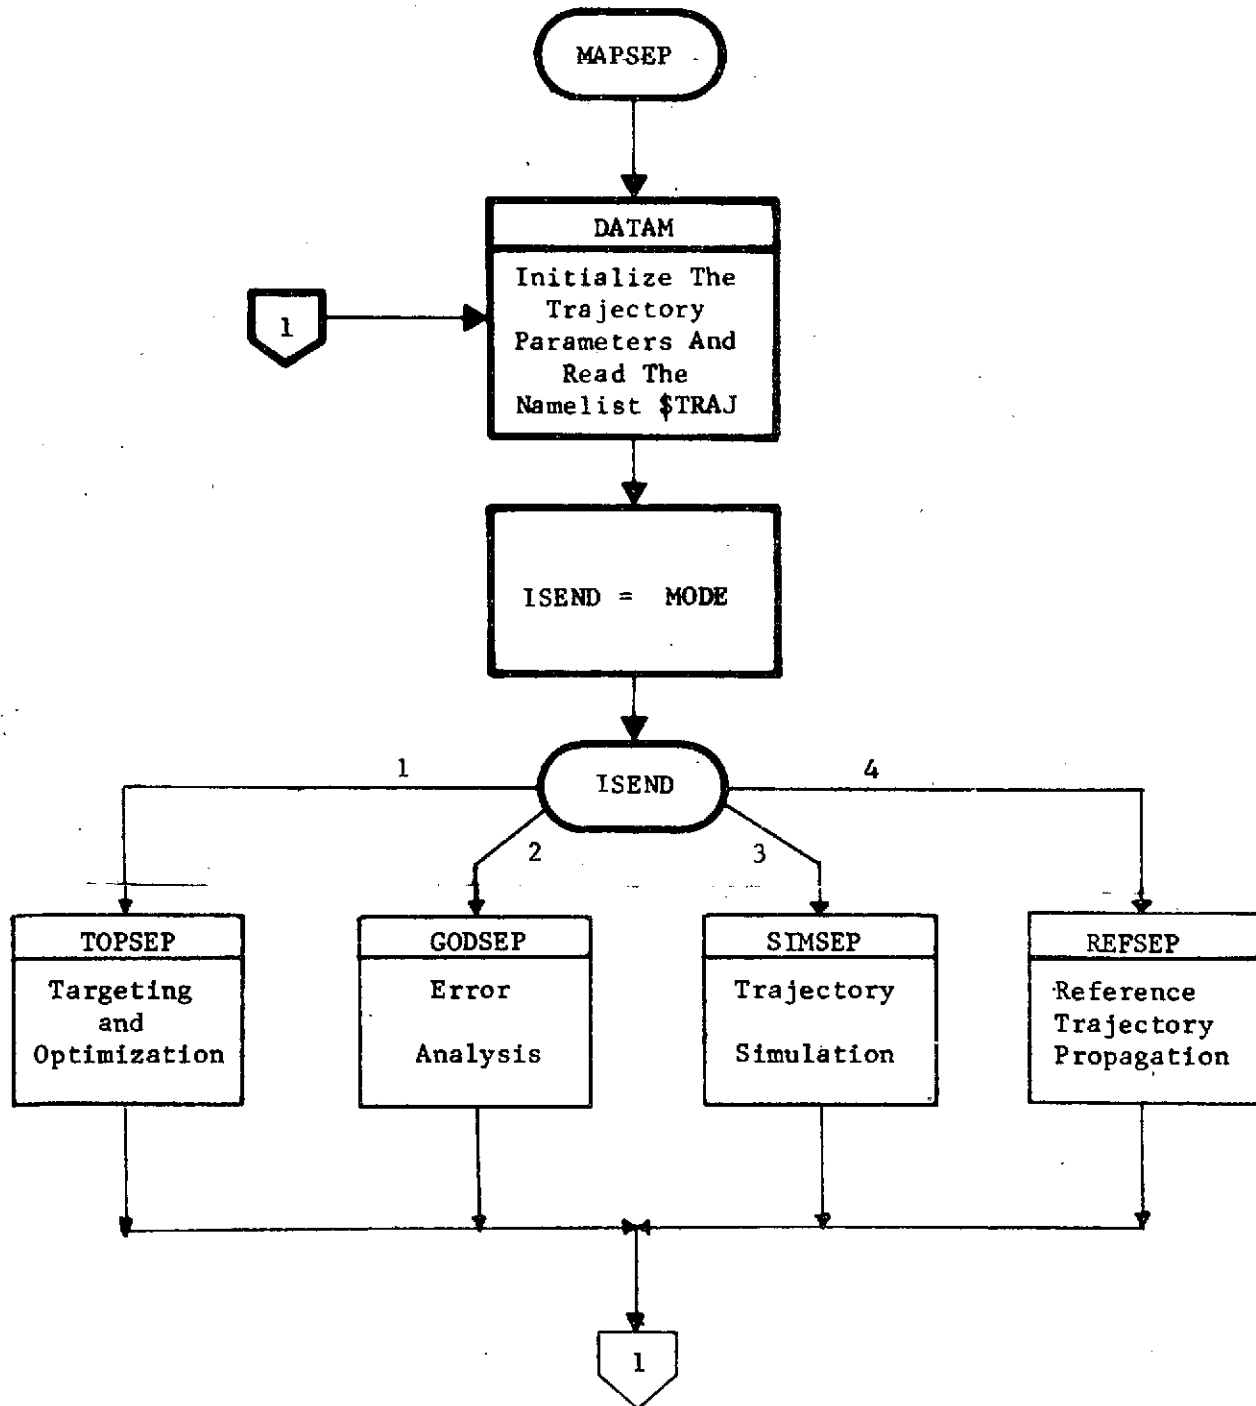 MAPSEP
DATAM
Initialize The
Trajectory
Parameters And
Read The
Namelist $TRAJ
1
ISEND = MODE
ISEND
1
2
3
4
TOPSEP
Targeting
and
Optimization
GODSEP
Error
Analysis
SIMSEP
Trajectory
Simulation
REFSEP
Reference
Trajectory
Propagation
1